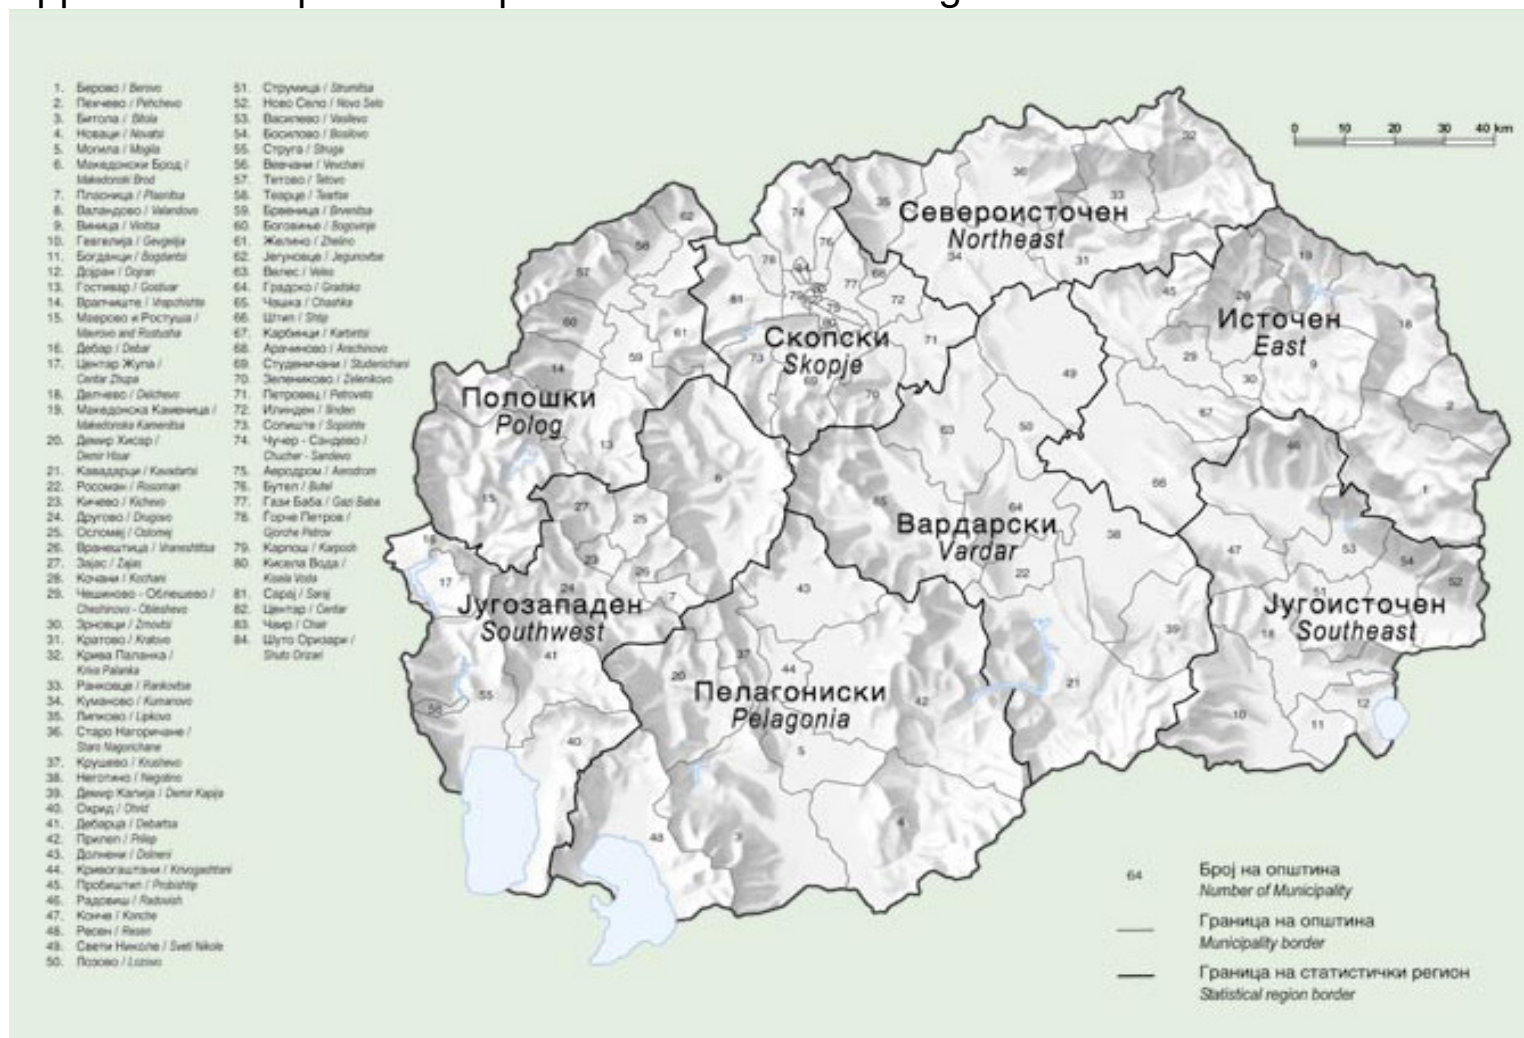 1. Берово / Berovo
2. Пехчево / Pehchevo
3. Битола / Bitola
4. Новаци / Novatsi
5. Могила / Mogila
6. Македонски Брод /
Makedonski Brod
7. Пласница / Plasnitsa
8. Валандово / Valandovo
9. Виница / Vinitsa
10. Гевгелија / Gevgelija
11. Богданци / Bogdantsi
12. Дојран / Dojran
13. Гостивар / Gostivar
14. Врапчиште / Vrapchishte
15. Маврово и Ростуша /
Mavrovo and Rostusha
16. Дебар / Debar
17. Центар Жупа /
Centar Zhupa
18. Делчево / Delchevo
19. Македонска Каменица /
Makedonska Kamenitsa
20. Демир Хисар /
Demir Hisar
21. Кавадарци / Kavadartsi
22. Росоман / Rosoman
23. Кичево / Kichevo
24. Другово / Drugovo
25. Осломеј / Oslomej
26. Вранештица / Vraneshtitsa
27. Зајас / Zajas
28. Кочани / Kochani
29. Чешиново - Облешево /
Cheshinovo - Obleshevo
30. Зрновци / Zrnovtsi
31. Кратово / Kratovo
32. Крива Паланка /
Kriva Palanka
33. Ранковце / Rankovtse
34. Куманово / Kumanovo
35. Липково / Lipkovo
36. Старо Нагоричане /
Staro Nagorichane
37. Крушево / Krushevo
38. Неготино / Negotino
39. Демир Капија / Demir Kapija
40. Охрид / Ohrid
41. Дебарца / Debartsa
42. Прилеп / Prilep
43. Долнени / Dolneni
44. Кривогаштани / Krivogashtani
45. Пробиштип / Probishtip
46. Радовиш / Radovish
47. Конче / Konche
48. Ресен / Resen
49. Свети Николе / Sveti Nikole
50. Лозово / Lozovo
51. Струмица / Strumitsa
52. Ново Село / Novo Selo
53. Василево / Vasilevo
54. Босилово / Bosilovo
55. Струга / Struga
56. Вевчани / Vevchani
57. Тетово / Tetovo
58. Теарце / Teartse
59. Брвеница / Brvenitsa
60. Боговиње / Bogovinje
61. Желино / Zhelino
62. Јегуновце / Jegunovtse
63. Велес / Veles
64. Градско / Gradsko
65. Чашка / Chashka
66. Штип / Shtip
67. Карбинци / Karbintsi
68. Арачиново / Arachinovo
69. Студеничани / Studenichani
70. Зелениково / Zelenikovo
71. Петровец / Petrovets
72. Илинден / Ilinden
73. Сопиште / Sopishte
74. Чучер - Сандево /
Chucher - Sandevo
75. Аеродром / Aerodrom
76. Бутел / Butel
77. Гази Баба / Gazi Baba
78. Ѓорче Петров /
Gjorche Petrov
79. Карпош / Karposh
80. Кисела Вода /
Kisela Voda
81. Сарај / Saraj
82. Центар / Centar
83. Чаир / Chair
84. Шуто Оризари /
Shuto Orizari
0 10 20 30 40 km
Североисточен
Northeast
Источен
East
Скопски
Skopje
Полошки
Polog
Вардарски
Vardar
Југозападен
Southwest
Југоисточен
Southeast
Пелагониски
Pelagonia
64 Број на општина
Number of Municipality
Граница на општина
Municipality border
Граница на статистички регион
Statistical region border